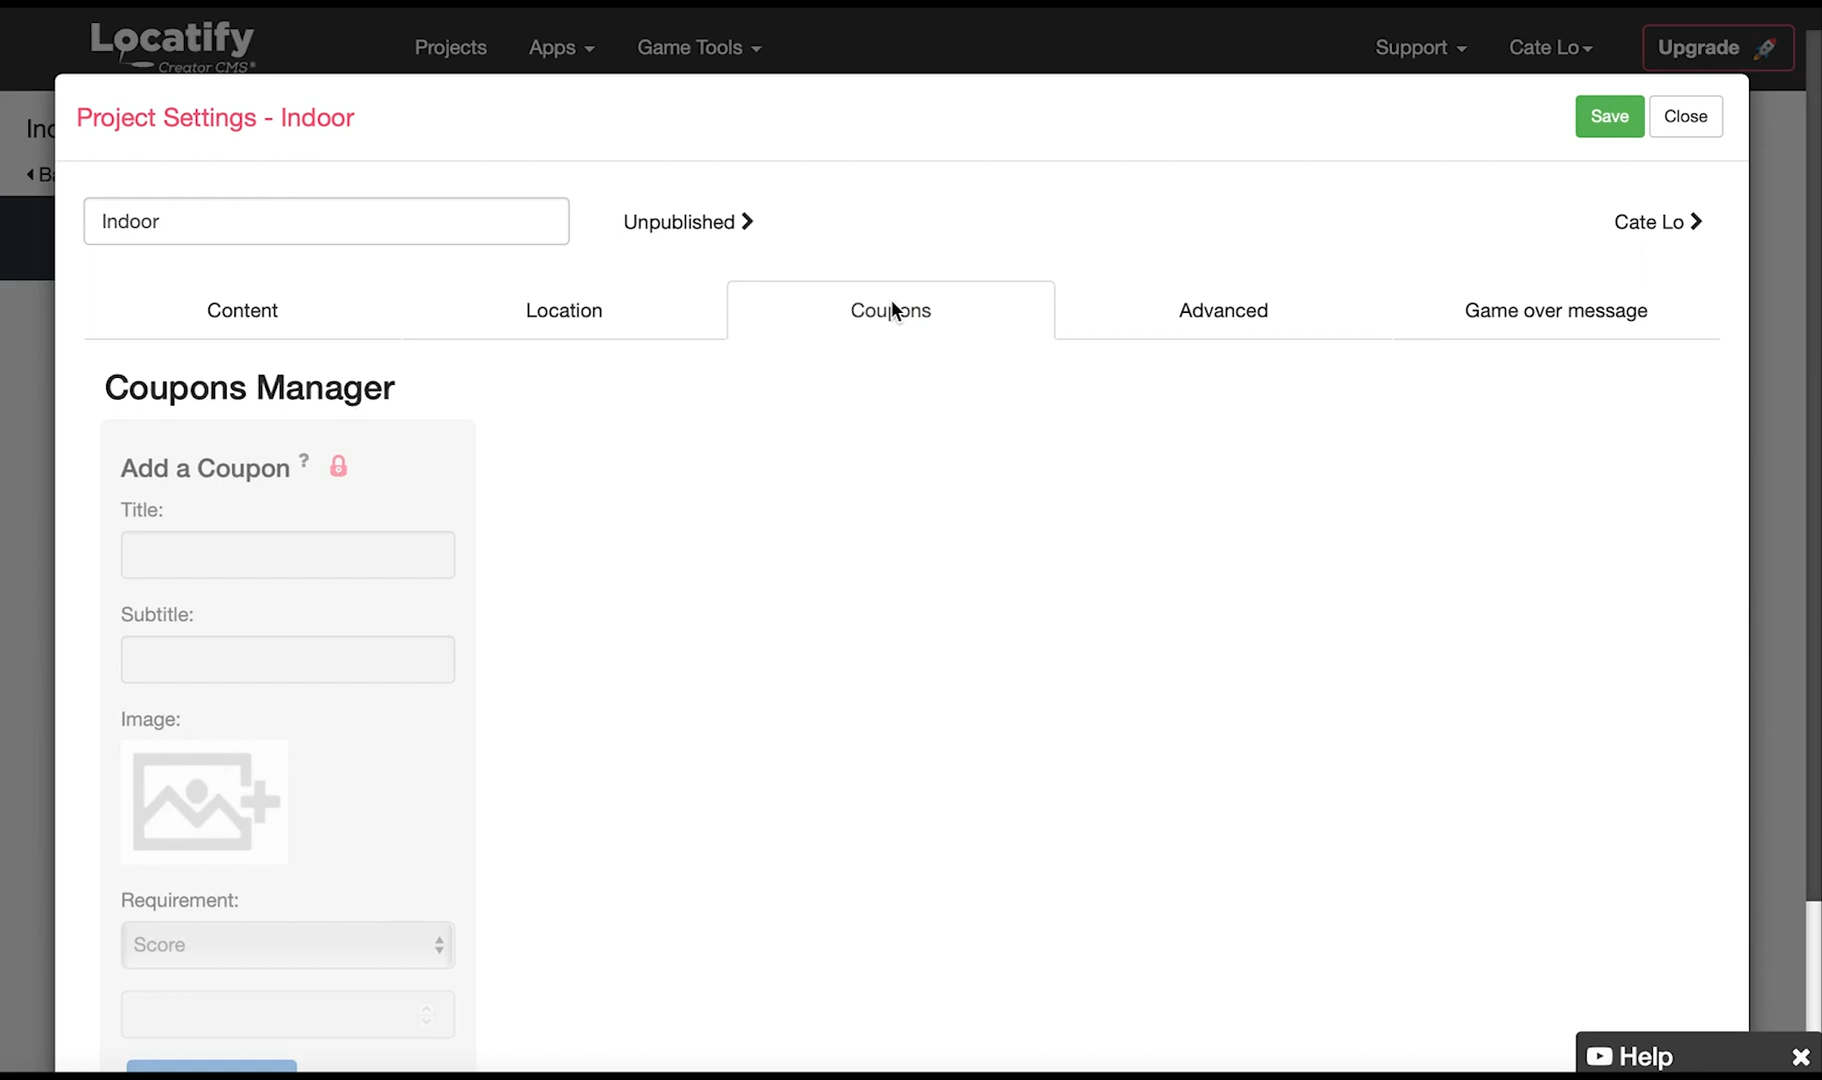 Locatify
Creator CMS®
Projects
Apps
Game Tools
Support
Cate Lo
Upgrade
Project Settings - Indoor
Save
Close
Indoor
Unpublished
Cate Lo
Content
Location
Coupons
Advanced
Game over message
Coupons Manager
Add a Coupon ?
Title:
Subtitle:
Image:
Requirement:
Score
Help